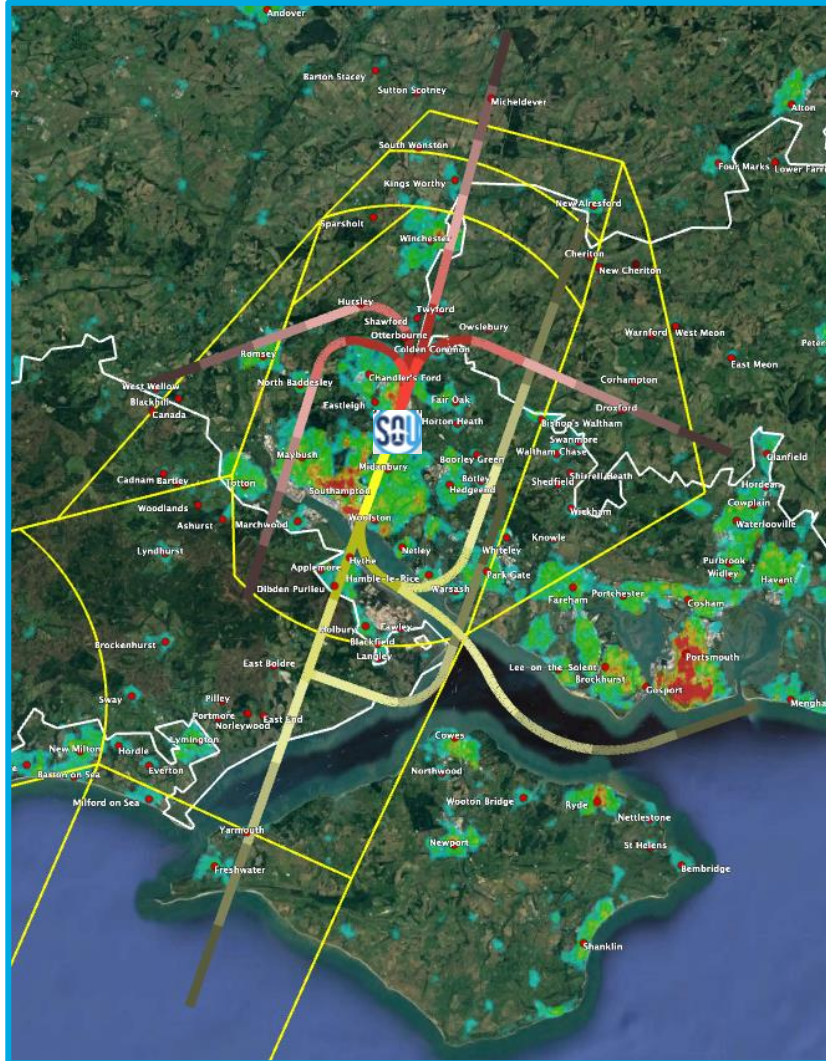 Andover
Barton Stacey
Sutton Scotney
Micheldever
Alton
South Wonston
Four Marks
Lower Farri
Kings Worthy
New Alresford
Sparsholt
Winchester
Cheriton
New Cheriton
Hursley
Twyford
Shawford
Owslebury
Otterbourne
Warnford
West Meon
Colden Common
Romsey
East Meon
Peter
West Wellow
North Baddesley
Chandler's Ford
Corhampton
Blackhill
Canada
Eastleigh
Fair Oak
Droxford
SOU
Horton Heath
Bishop's Waltham
Swanmore
Maybush
Waltham Chase
Clanfield
Midanbury
Boorley Green
Cadnam
Bartley
Totton
Botley
Shedfield
Shirrell Heath
Hordean
Southampton
Hedgeend
Cowplain
Woodlands
Wickham
Waterlooville
Ashurst
Marchwood
Woolston
Knowle
Lyndhurst
Netley
Whiteley
Purbrook
Hythe
Widley
Applemore
Hamble-le-Rice
Park Gate
Havant
Dibden Purlieu
Warsash
Fareham
Portchester
Cosham
Holbury
Fawley
Brockenhurst
Blackfield
Langley
Portsmouth
East Boldre
Lee-on-the Solent
Brockhurst
Gosport
Sway
Pilley
Mengha
Portmore
East End
Norleywood
Cowes
New Milton
Hordle
Lymington
Everton
Northwood
Barton on Sea
Milford on Sea
Wooton Bridge
Ryde
Nettlestone
Yarmouth
Newport
St Helens
Freshwater
Bembridge
Shanklin